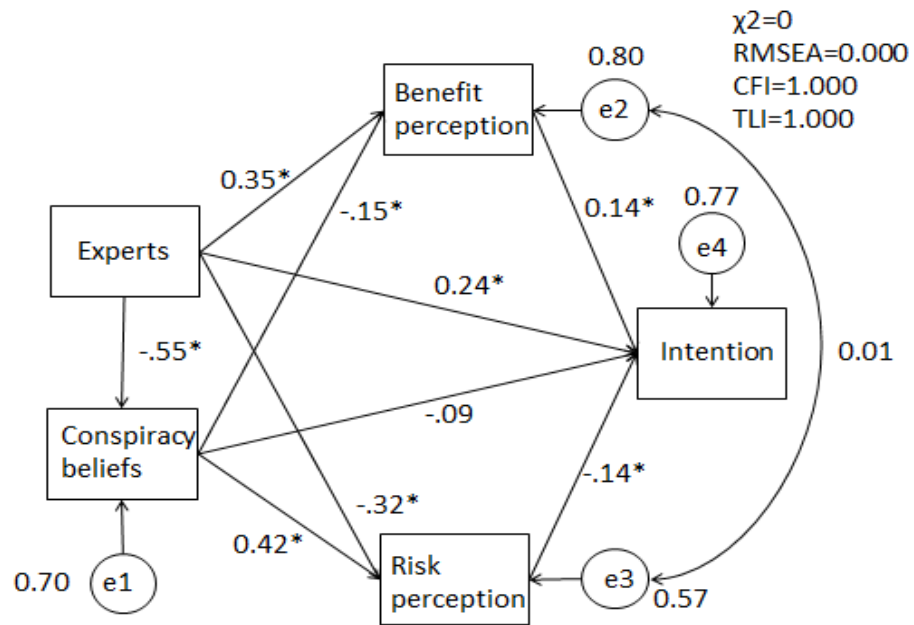 χ2=0
RMSEA=0.000
CFI=1.000
TLI=1.000
0.80
Benefit
perception
e2
0.35*
-.15*
0.14*
0.77
e4
Experts
0.24*
-.55*
Intention
0.01
-.09
Conspiracy
beliefs
-.14*
-.32*
0.42*
0.70
e1
Risk
perception
e3
0.57